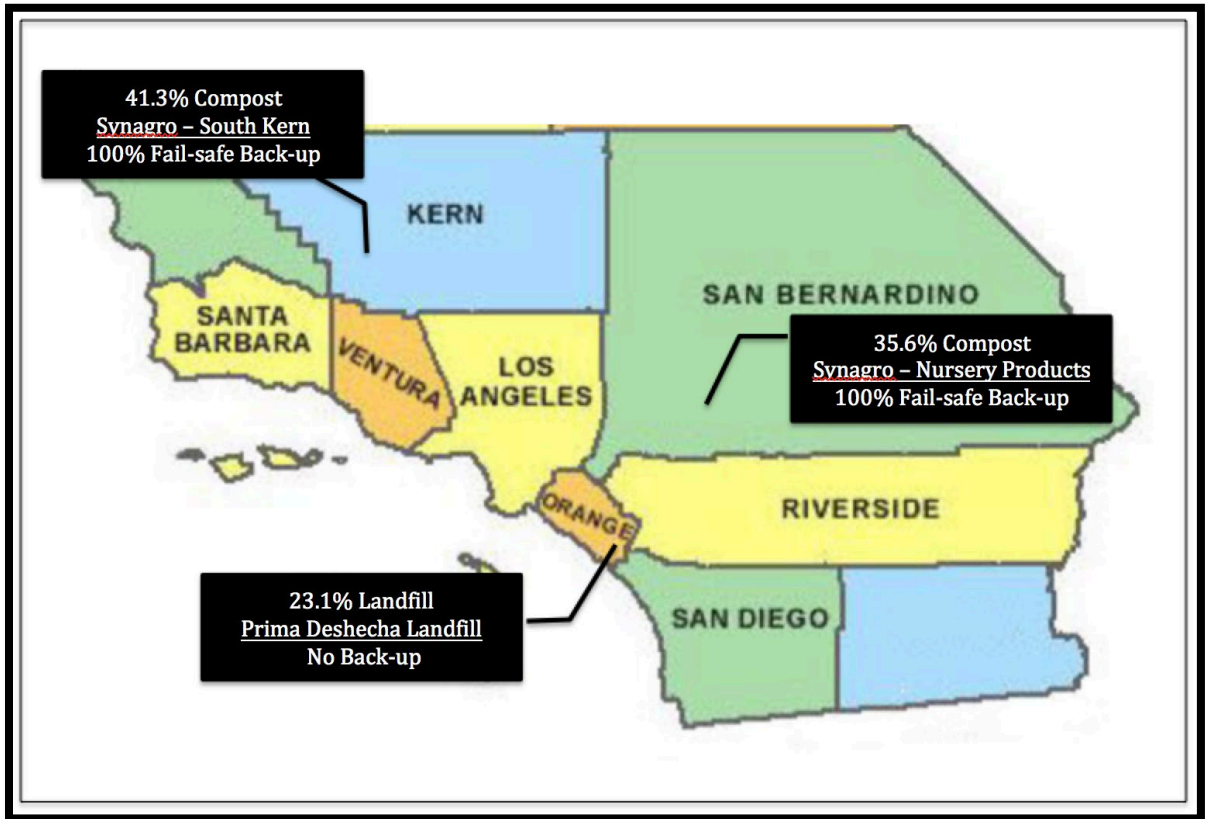 41.3% Compost
Synagro – South Kern
100% Fail-safe Back-up
KERN
SAN BERNARDINO
SANTA
BARBARA
VENTURA
LOS
ANGELES
35.6% Compost
Synagro – Nursery Products
100% Fail-safe Back-up
ORANGE
RIVERSIDE
23.1% Landfill
Prima Deshecha Landfill
No Back-up
SAN DIEGO